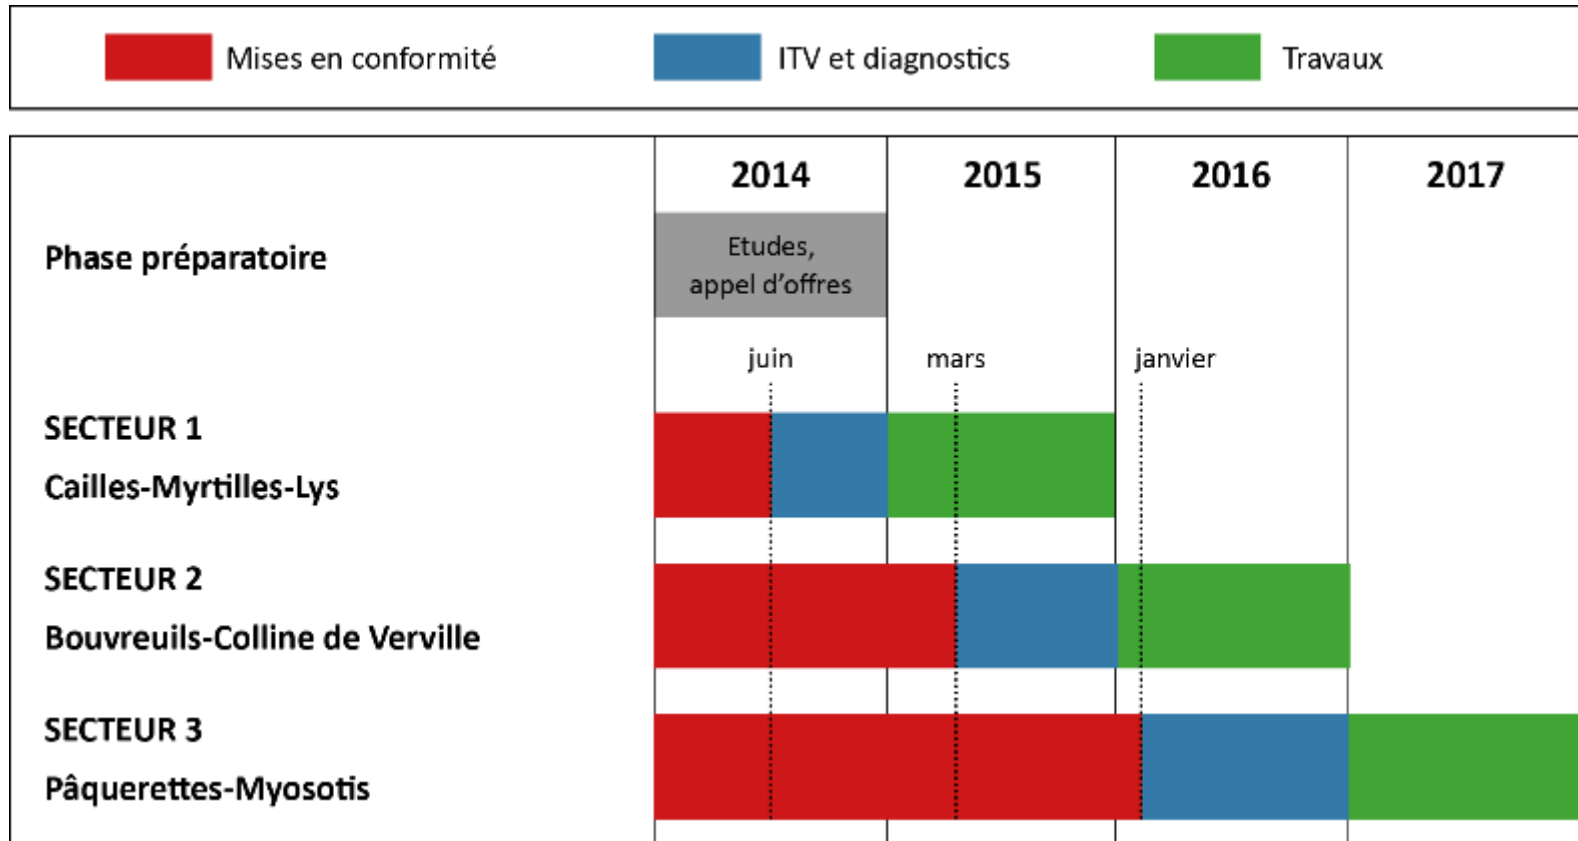 Mises en conformité
ITV et diagnostics
Travaux
2014
2015
2016
2017
Phase préparatoire
Etudes,
appel d'offres
juin
mars
janvier
SECTEUR 1
Cailles-Myrtilles-Lys
SECTEUR 2
Bouvreuils-Colline de Verville
SECTEUR 3
Pâquerettes-Myosotis